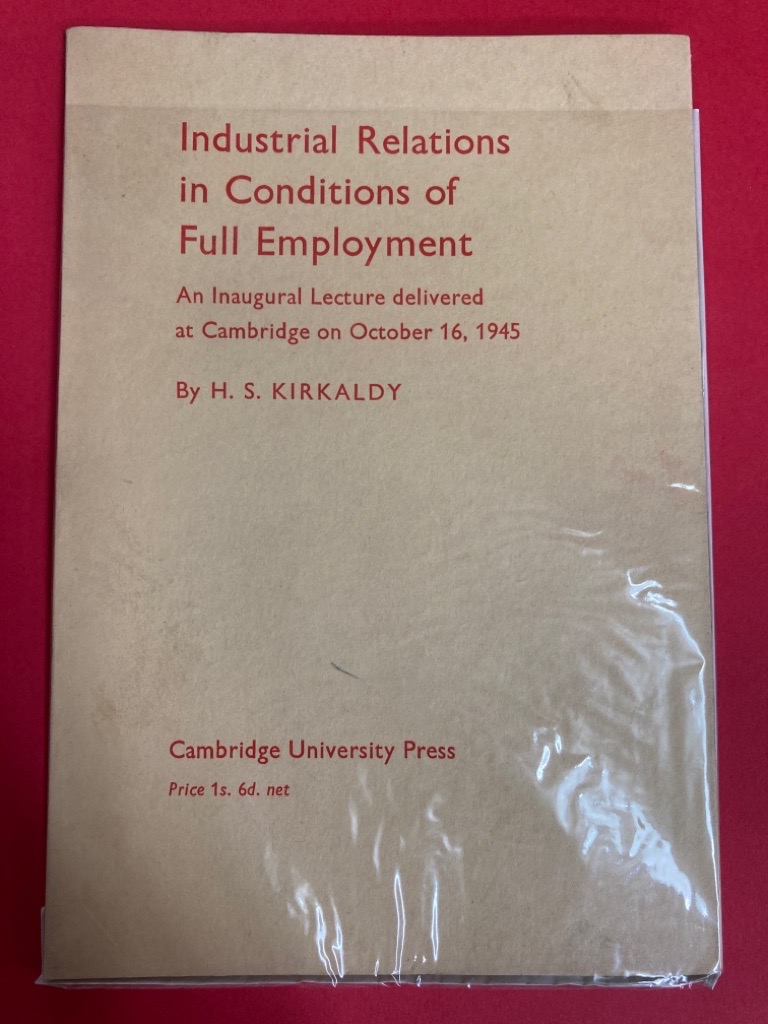 Industrial Relations
in Conditions of
Full Employment
An Inaugural Lecture delivered
at Cambridge on October 16, 1945
By H. S. KIRKALDY
Cambridge University Press
Price 1s. 6d. net